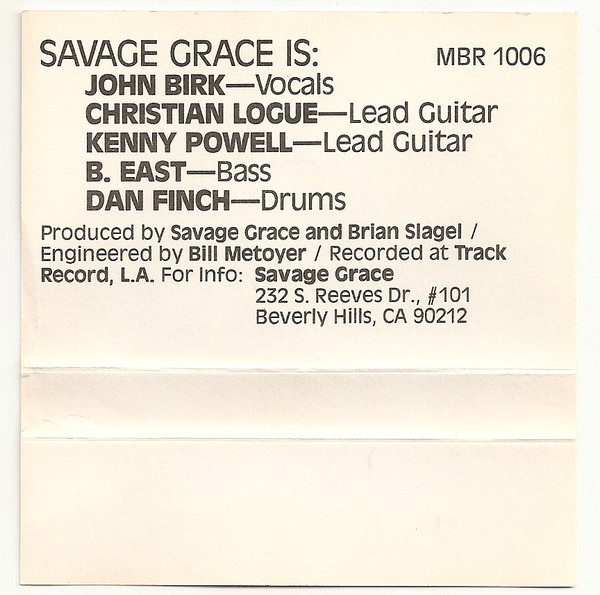 SAVAGE GRACE IS: MBR 1006
JOHN BIRK—Vocals
CHRISTIAN LOGUE—Lead Guitar
KENNY POWELL—Lead Guitar
B. EAST—Bass
DAN FINCH—Drums
Produced by Savage Grace and Brian Slagel /
Engineered by Bill Metoyer / Recorded at Track
Record, L.A. For Info: Savage Grace
232 S. Reeves Dr., #101
Beverly Hills, CA 90212